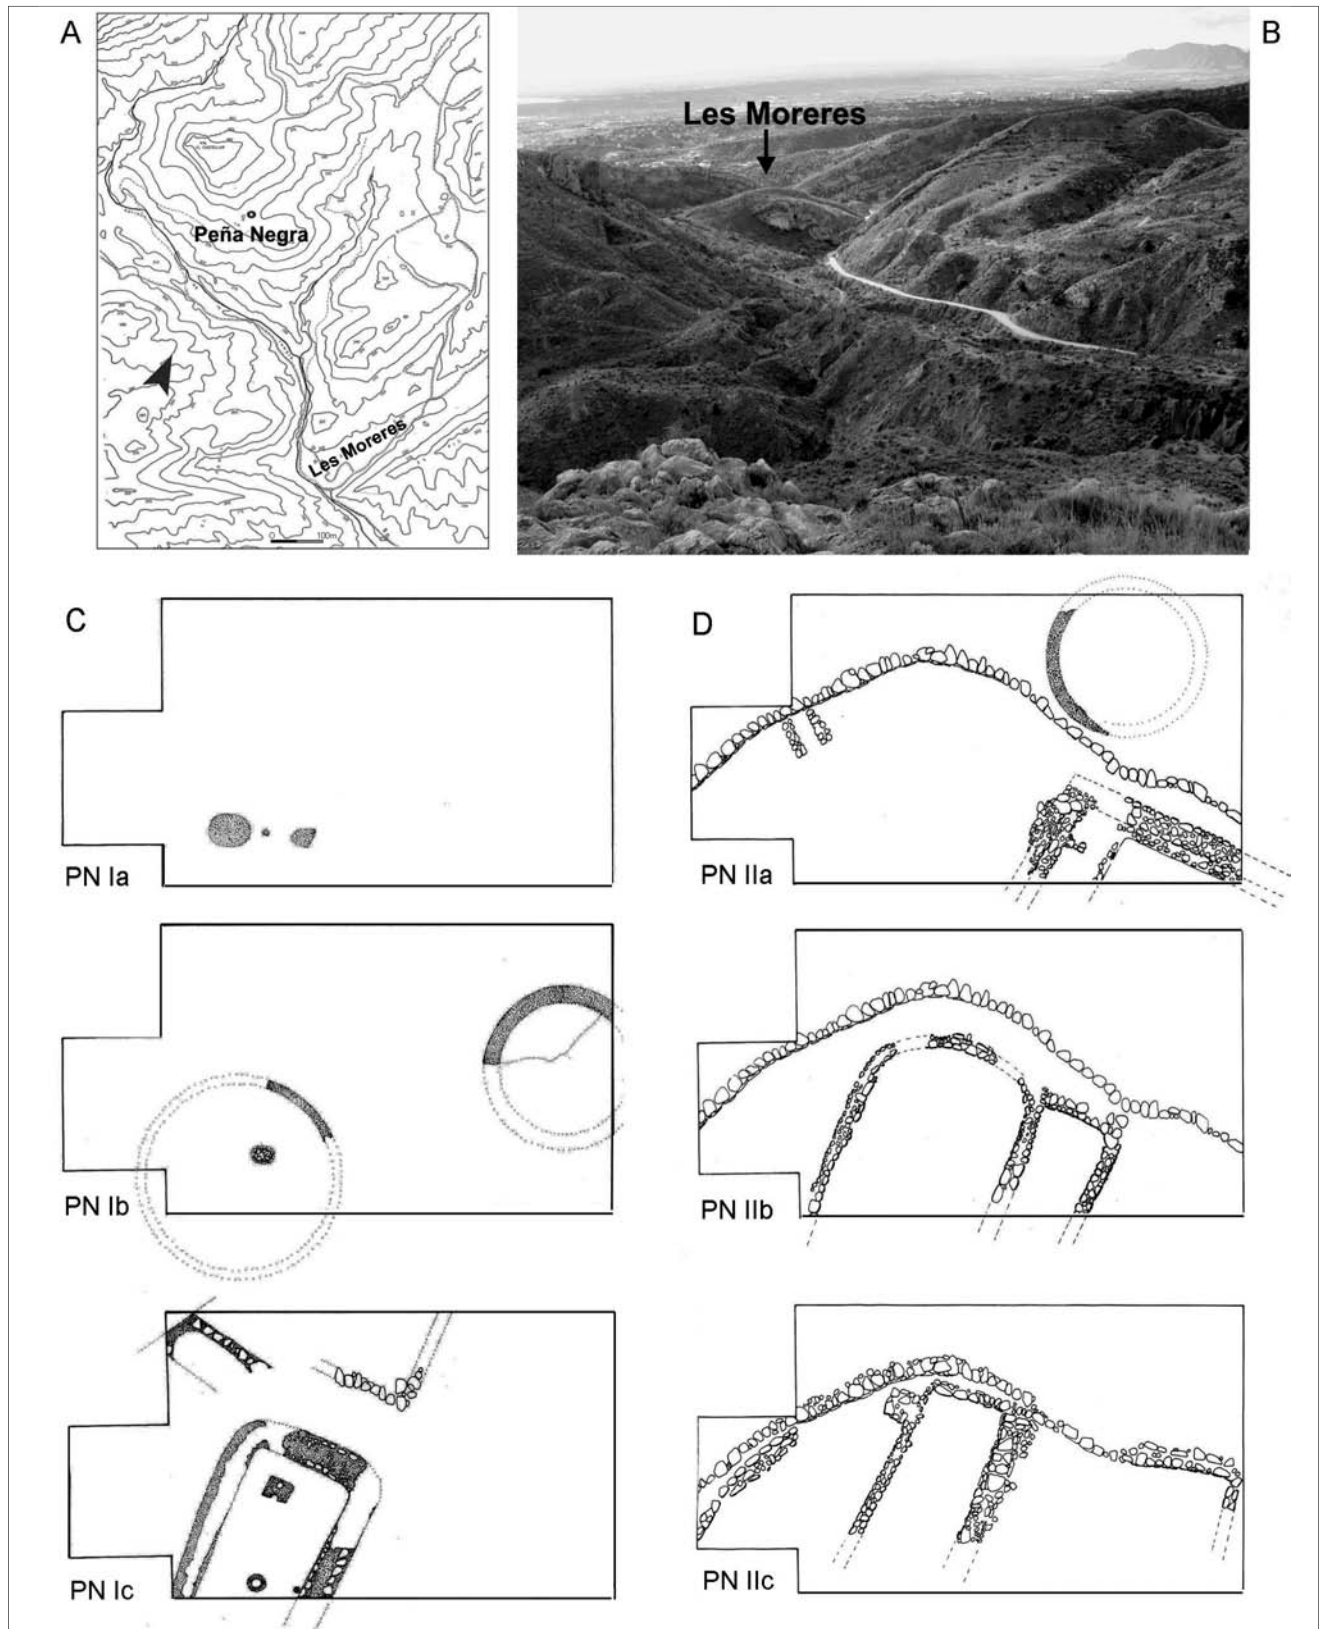 A
B
Les Moreres
Peña Negra
Les Moreres
0 100m
C
D
PN Ia
PN IIa
PN Ib
PN IIb
PN Ic
PN IIc